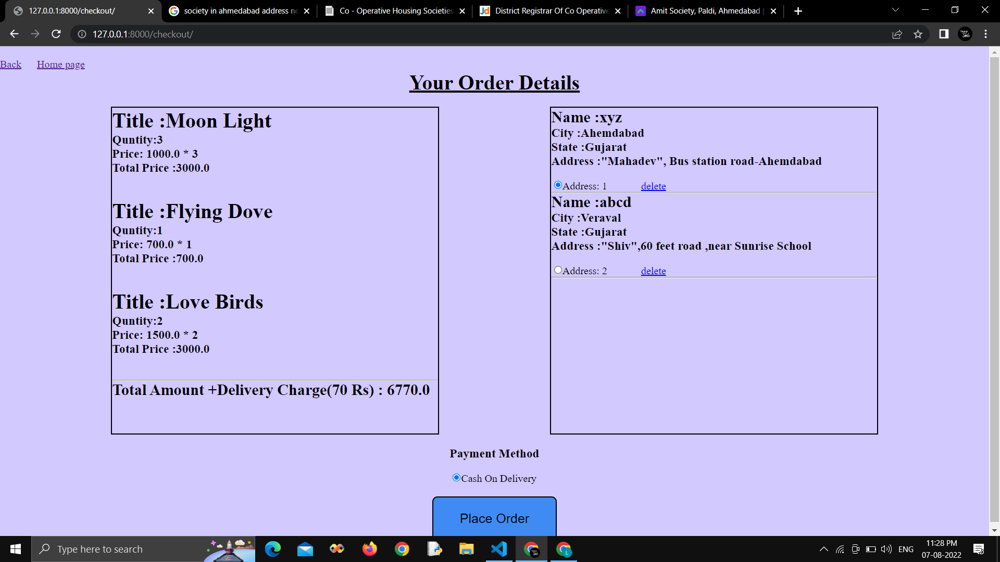 127.0.0.1:8000/checkout/
society in ahmedabad address ne
Co - Operative Housing Societies
Jd
District Registrar Of Co Operative
Amit Society, Paldi, Ahmedabad |
127.0.0.1:8000/checkout/
Back Home page
Your Order Details
Title :Moon Light
Quntity:3
Price: 1000.0 * 3
Total Price :3000.0
Title :Flying Dove
Quntity:1
Price: 700.0 * 1
Total Price :700.0
Title :Love Birds
Quntity:2
Price: 1500.0 * 2
Total Price :3000.0
Total Amount +Delivery Charge(70 Rs) : 6770.0
Name :xyz
City :Ahemdabad
State :Gujarat
Address :"Mahadev", Bus station road-Ahemdabad
Address: 1 delete
Name :abcd
City :Veraval
State :Gujarat
Address :"Shiv",60 feet road ,near Sunrise School
Address: 2 delete
Payment Method
Cash On Delivery
Place Order
Type here to search
L
ENG
11:28 PM
07-08-2022